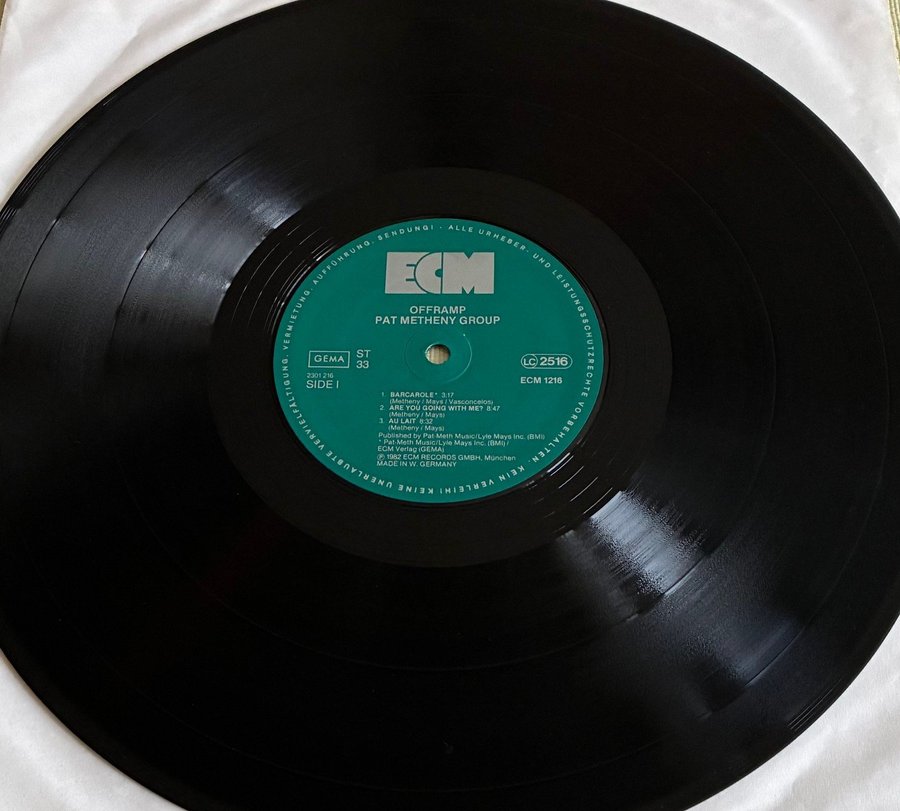 ALLE URHEBER- UND LEISTUNGSSCHUTZRECHTE VORBEHALTEN. KEIN VERLEIH! KEINE UNERLAUBTE VERVIELFÄLTIGUNG, VERMIETUNG, AUFFÜHRUNG, SENDUNG! ·
ECM
OFFRAMP
PAT METHENY GROUP
GEMA
ST
33
LC 2516
2301 216
SIDE I
ECM 1216
1. BARCAROLE* 3:17
(Metheny / Mays / Vasconcelos)
2. ARE YOU GOING WITH ME? 8:47
(Metheny / Mays)
3. AU LAIT 8:32
(Metheny / Mays)
Published by Pat-Meth Music/Lyle Mays Inc. (BMI)
* Pat-Meth Music/Lyle Mays Inc. (BMI) /
ECM Verlag (GEMA)
℗ 1982 ECM RECORDS GMBH, München
MADE IN W. GERMANY